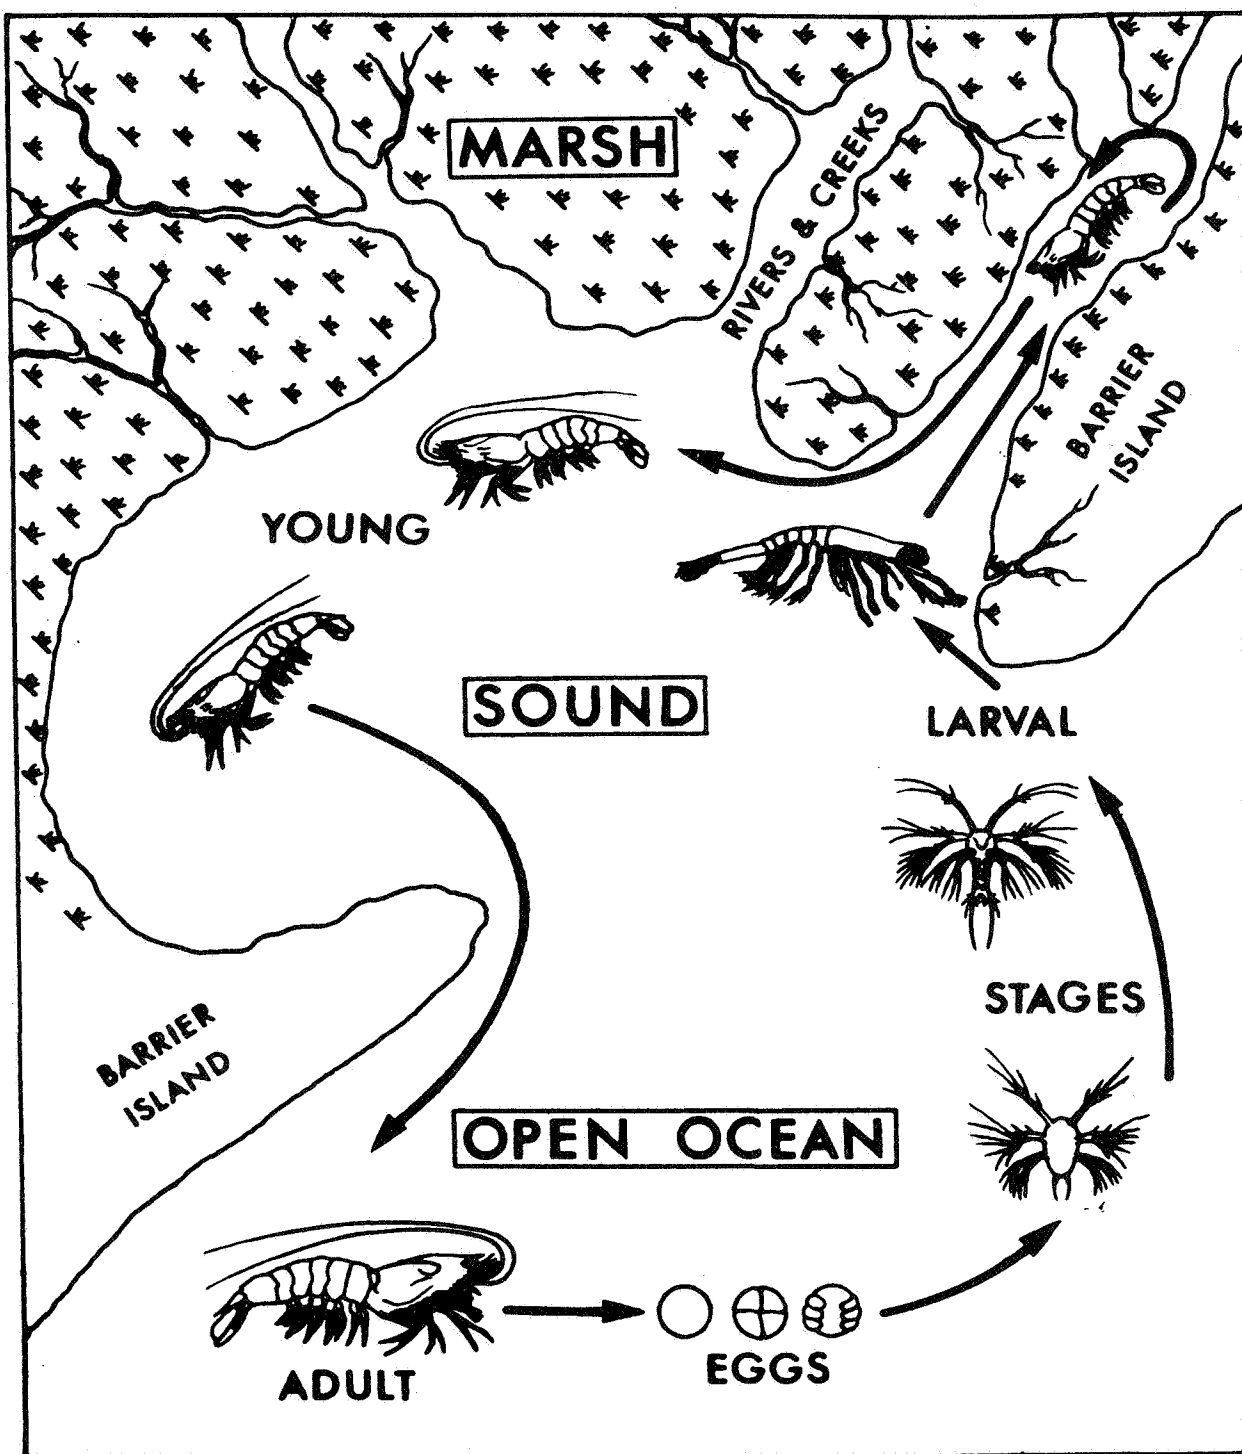 MARSH
RIVERS & CREEKS
BARRIER
ISLAND
YOUNG
SOUND
LARVAL
STAGES
BARRIER
ISLAND
OPEN OCEAN
EGGS
ADULT